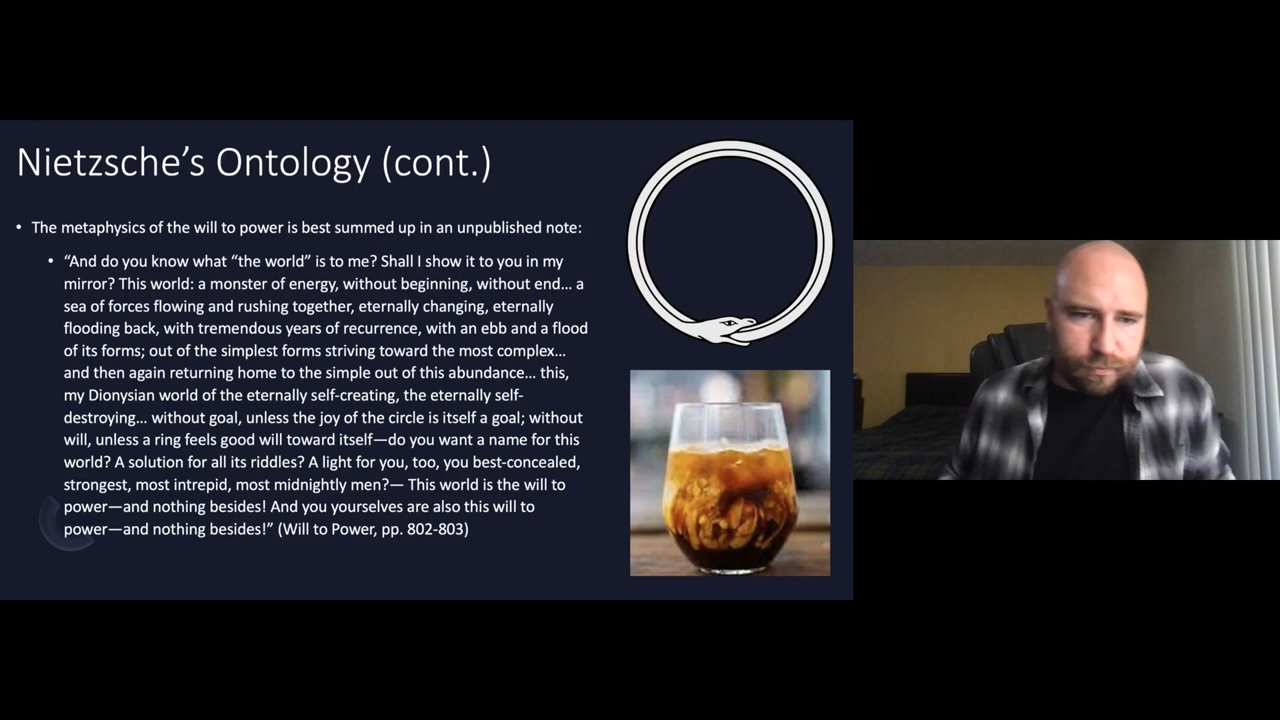 Nietzsche’s Ontology (cont.)
• The metaphysics of the will to power is best summed up in an unpublished note:
• “And do you know what “the world” is to me? Shall I show it to you in my
mirror? This world: a monster of energy, without beginning, without end… a
sea of forces flowing and rushing together, eternally changing, eternally
flooding back, with tremendous years of recurrence, with an ebb and a flood
of its forms; out of the simplest forms striving toward the most complex…
and then again returning home to the simple out of this abundance… this,
my Dionysian world of the eternally self-creating, the eternally self-
destroying… without goal, unless the joy of the circle is itself a goal; without
will, unless a ring feels good will toward itself—do you want a name for this
world? A solution for all its riddles? A light for you, too, you best-concealed,
strongest, most intrepid, most midnightly men?— This world is the will to
power—and nothing besides! And you yourselves are also this will to
power—and nothing besides!” (Will to Power, pp. 802-803)